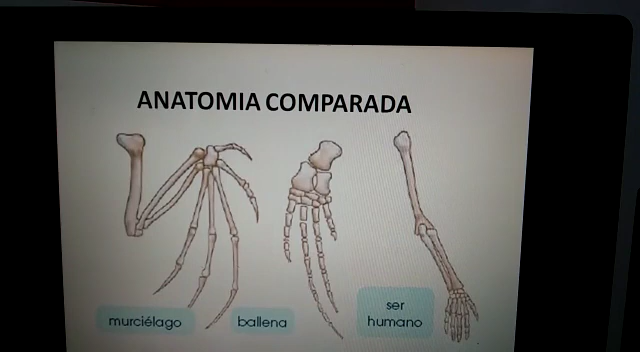 ANATOMIA COMPARADA
murciélago
ballena
ser
humano